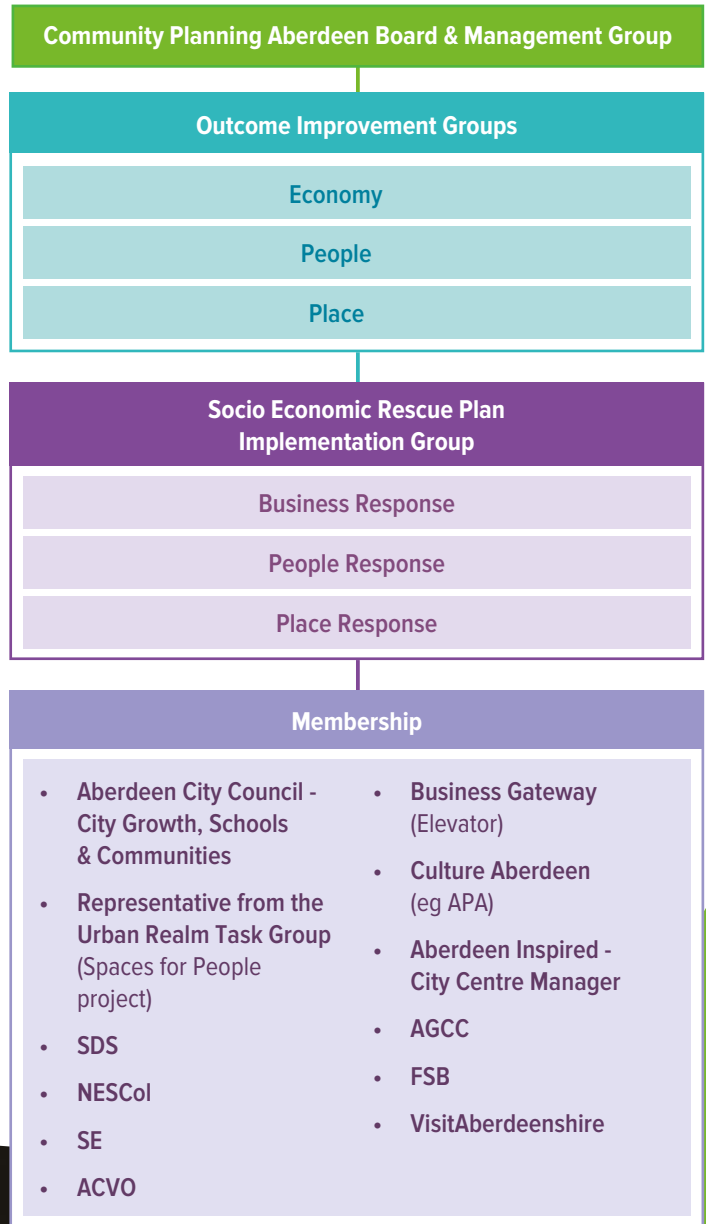 Community Planning Aberdeen Board & Management Group
Outcome Improvement Groups
Economy
People
Place
Socio Economic Rescue Plan
Implementation Group
Business Response
People Response
Place Response
Membership
• Aberdeen City Council -
City Growth, Schools
& Communities
• Representative from the
Urban Realm Task Group
(Spaces for People
project)
• SDS
• NESCol
• SE
• ACVO
• Business Gateway
(Elevator)
• Culture Aberdeen
(eg APA)
• Aberdeen Inspired -
City Centre Manager
• AGCC
• FSB
• VisitAberdeenshire